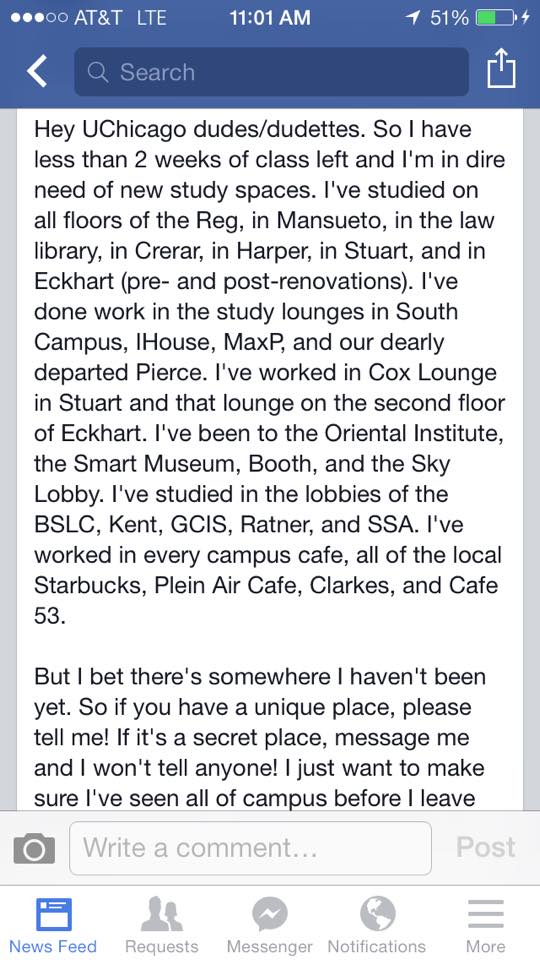 AT&T LTE 11:01 AM 51%
Search
Hey UChicago dudes/dudettes. So I have
less than 2 weeks of class left and I'm in dire
need of new study spaces. I've studied on
all floors of the Reg, in Mansueto, in the law
library, in Crerar, in Harper, in Stuart, and in
Eckhart (pre- and post-renovations). I've
done work in the study lounges in South
Campus, IHouse, MaxP, and our dearly
departed Pierce. I've worked in Cox Lounge
in Stuart and that lounge on the second floor
of Eckhart. I've been to the Oriental Institute,
the Smart Museum, Booth, and the Sky
Lobby. I've studied in the lobbies of the
BSLC, Kent, GCIS, Ratner, and SSA. I've
worked in every campus cafe, all of the local
Starbucks, Plein Air Cafe, Clarkes, and Cafe
53.
But I bet there's somewhere I haven't been
yet. So if you have a unique place, please
tell me! If it's a secret place, message me
and I won't tell anyone! I just want to make
sure I've seen all of campus before I leave
Write a comment... Post
News Feed Requests Messenger Notifications More